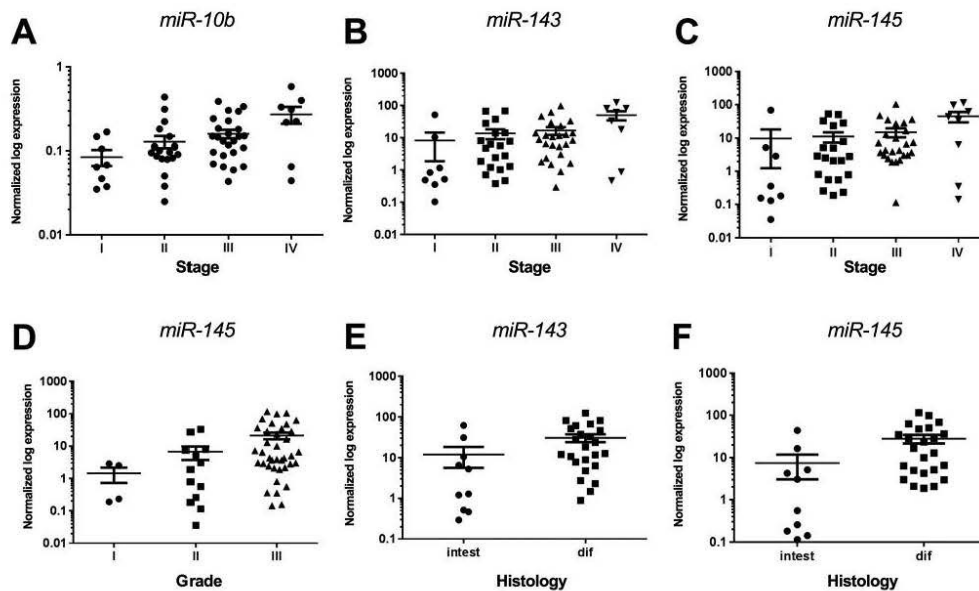 A
miR-10b
Normalized log expression
1
0.1
0.01
I II III IV
Stage
B
miR-143
Normalized log expression
1000
100
10
1
0.1
0.01
I II III IV
Stage
C
miR-145
Normalized log expression
1000
100
10
1
0.1
0.01
I II III IV
Stage
D
miR-145
Normalized log expression
1000
100
10
1
0.1
0.01
I II III
Grade
E
miR-143
Normalized log expression
1000
100
10
1
0.1
intest dif
Histology
F
miR-145
Normalized log expression
1000
100
10
1
0.1
intest dif
Histology